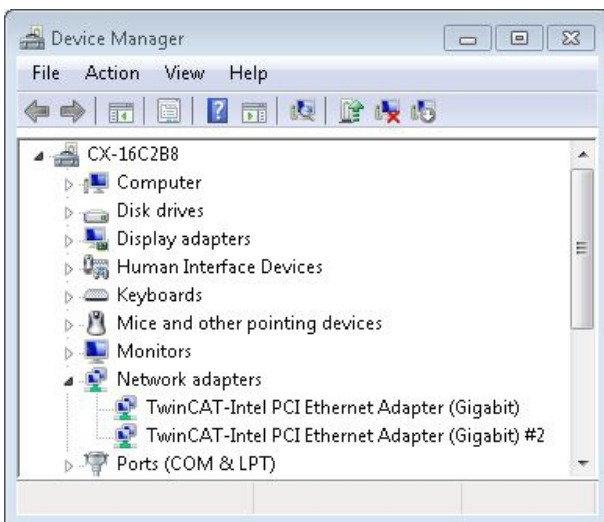 Device Manager
File Action View Help
CX-16C2B8
Computer
Disk drives
Display adapters
Human Interface Devices
Keyboards
Mice and other pointing devices
Monitors
Network adapters
TwinCAT-Intel PCI Ethernet Adapter (Gigabit)
TwinCAT-Intel PCI Ethernet Adapter (Gigabit) #2
Ports (COM & LPT)